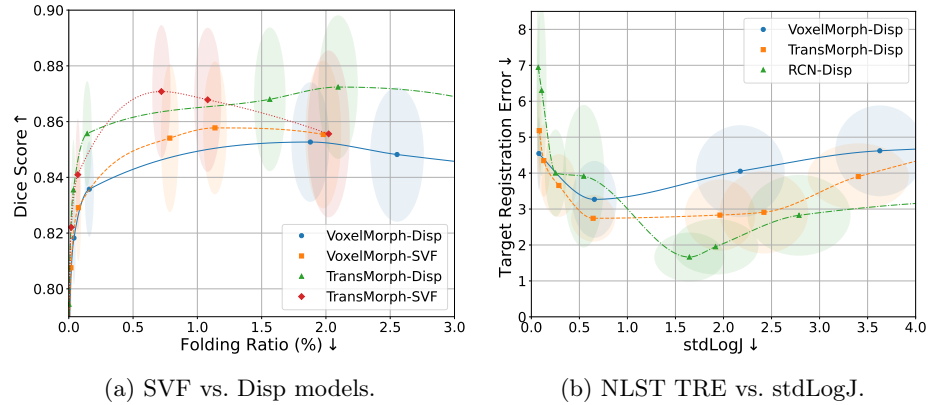 0.90
0.88
0.86
0.84
0.82
0.80
Dice Score ↑
0.0 0.5 1.0 1.5 2.0 2.5 3.0
Folding Ratio (%) ↓
VoxelMorph-Disp
VoxelMorph-SVF
TransMorph-Disp
TransMorph-SVF
(a) SVF vs. Disp models.
8
7
6
5
4
3
2
1
0
Target Registration Error ↓
0.0 0.5 1.0 1.5 2.0 2.5 3.0 3.5 4.0
stdLogJ ↓
VoxelMorph-Disp
TransMorph-Disp
RCN-Disp
(b) NLST TRE vs. stdLogJ.